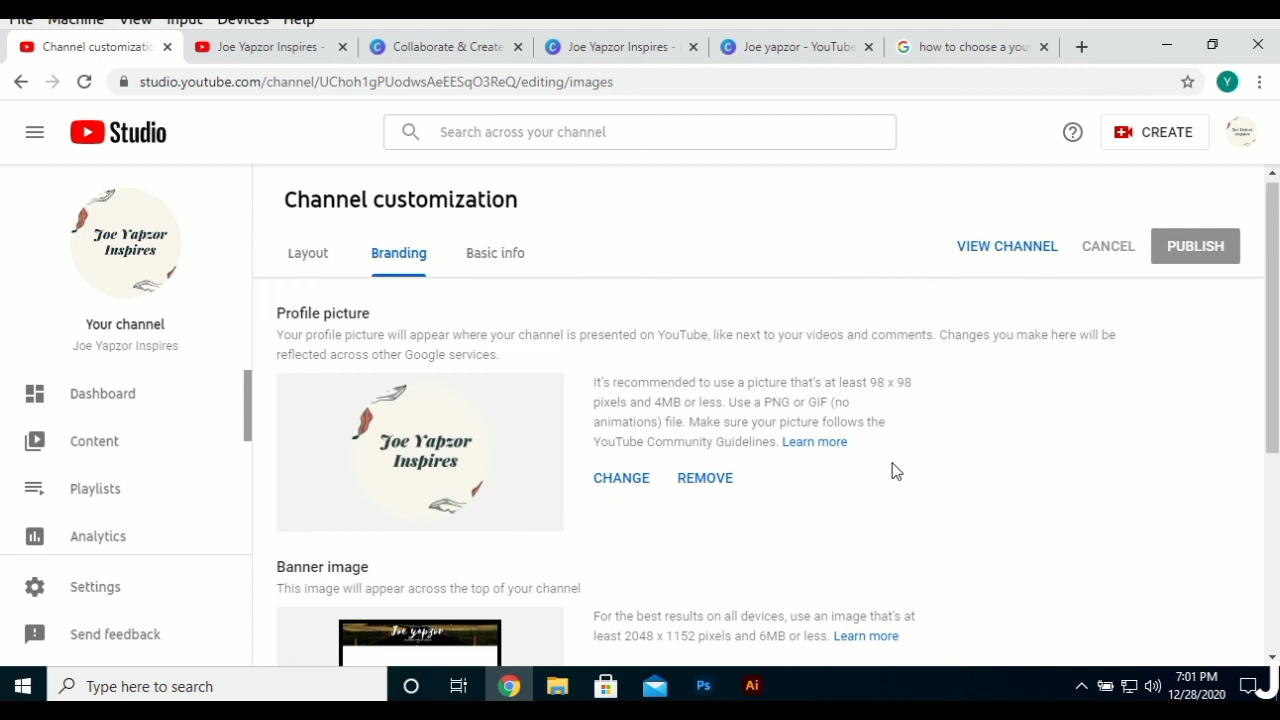 File Machine View Input Devices Help
Channel customizatio
Joe Yapzor Inspires -
Collaborate & Create
Joe Yapzor Inspires -
Joe yapzor - YouTube
how to choose a you
studio.youtube.com/channel/UChoh1gPUodwsAeEESqO3ReQ/editing/images
Y
Studio
Search across your channel
CREATE
Joe Yapzor
Inspires
Your channel
Joe Yapzor Inspires
Dashboard
Content
Playlists
Analytics
Settings
Send feedback
Channel customization
Layout
Branding
Basic info
VIEW CHANNEL
CANCEL
PUBLISH
Profile picture
Your profile picture will appear where your channel is presented on YouTube, like next to your videos and comments. Changes you make here will be
reflected across other Google services.
Joe Yapzor
Inspires
It's recommended to use a picture that's at least 98 x 98
pixels and 4MB or less. Use a PNG or GIF (no
animations) file. Make sure your picture follows the
YouTube Community Guidelines. Learn more
CHANGE
REMOVE
Banner image
This image will appear across the top of your channel
Joe yapzor
For the best results on all devices, use an image that's at
least 2048 x 1152 pixels and 6MB or less. Learn more
Type here to search
Ps
Ai
7:01 PM
12/28/2020